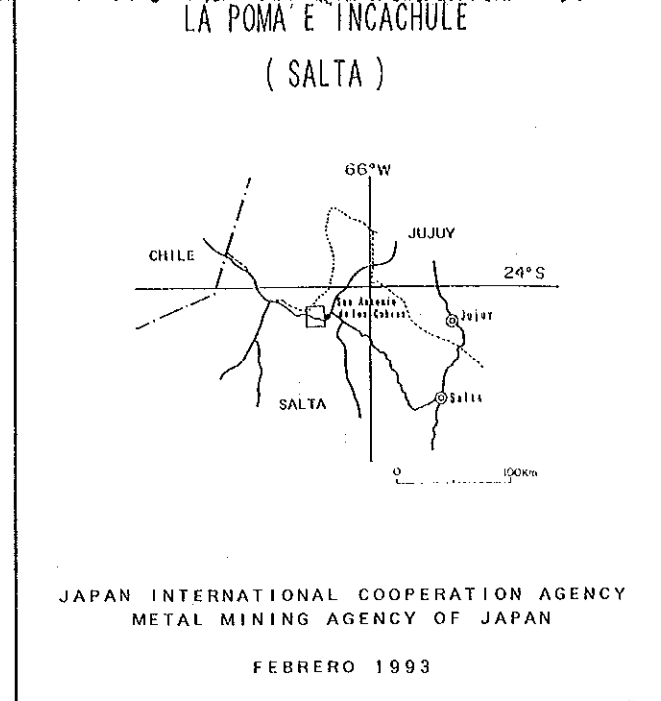 LA POMA E INCACHULE
( SALTA )
66°W
JUJUY
CHILE
24°S
San Antonio
de los Cobres
Jujuy
SALTA
Salta
0 100Km
JAPAN INTERNATIONAL COOPERATION AGENCY
METAL MINING AGENCY OF JAPAN
FEBRERO 1993